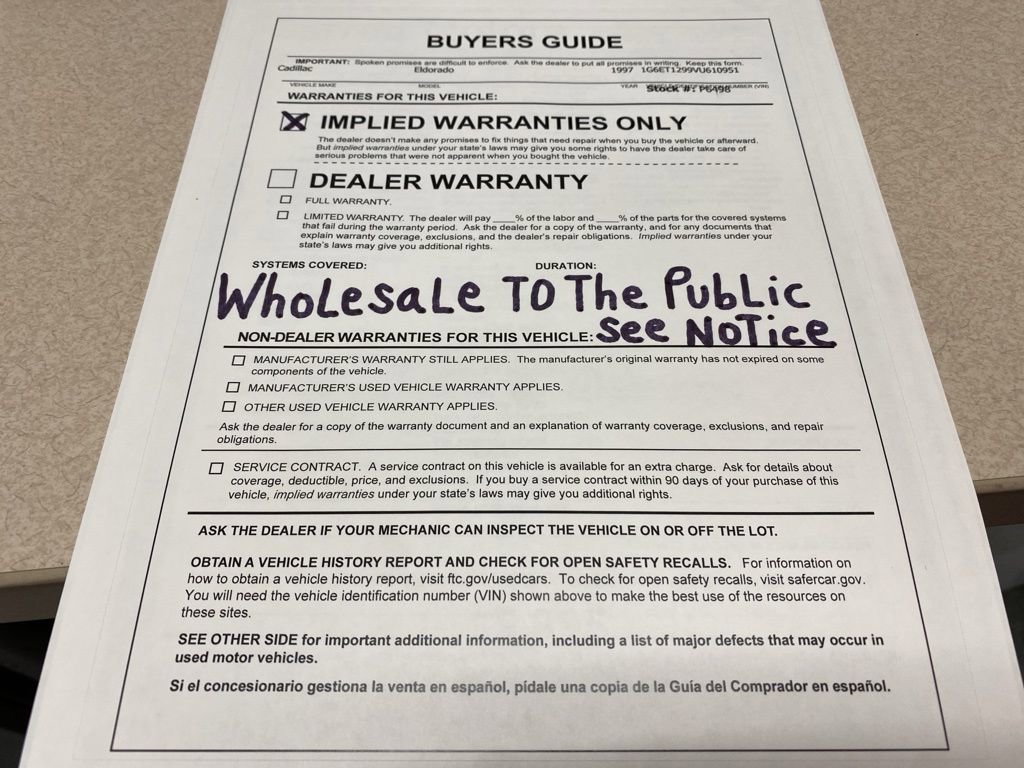 BUYERS GUIDE
IMPORTANT: Spoken promises are difficult to enforce. Ask the dealer to put all promises in writing. Keep this form.
Cadillac Eldorado 1997 1G6ET1299VU610951
VEHICLE MAKE MODEL YEAR NUMBER (VIN)
Stock #: P6498
WARRANTIES FOR THIS VEHICLE:
IMPLIED WARRANTIES ONLY
The dealer doesn't make any promises to fix things that need repair when you buy the vehicle or afterward.
But implied warranties under your state's laws may give you some rights to have the dealer take care of
serious problems that were not apparent when you bought the vehicle.
DEALER WARRANTY
FULL WARRANTY.
LIMITED WARRANTY. The dealer will pay ____% of the labor and ____% of the parts for the covered systems
that fail during the warranty period. Ask the dealer for a copy of the warranty, and for any documents that
explain warranty coverage, exclusions, and the dealer's repair obligations. Implied warranties under your
state's laws may give you additional rights.
SYSTEMS COVERED: DURATION:
WHoleSALE TO The PubLiC
See NoTice
NON-DEALER WARRANTIES FOR THIS VEHICLE:
MANUFACTURER'S WARRANTY STILL APPLIES. The manufacturer's original warranty has not expired on some
components of the vehicle.
MANUFACTURER'S USED VEHICLE WARRANTY APPLIES.
OTHER USED VEHICLE WARRANTY APPLIES.
Ask the dealer for a copy of the warranty document and an explanation of warranty coverage, exclusions, and repair
obligations.
SERVICE CONTRACT. A service contract on this vehicle is available for an extra charge. Ask for details about
coverage, deductible, price, and exclusions. If you buy a service contract within 90 days of your purchase of this
vehicle, implied warranties under your state's laws may give you additional rights.
ASK THE DEALER IF YOUR MECHANIC CAN INSPECT THE VEHICLE ON OR OFF THE LOT.
OBTAIN A VEHICLE HISTORY REPORT AND CHECK FOR OPEN SAFETY RECALLS. For information on
how to obtain a vehicle history report, visit ftc.gov/usedcars. To check for open safety recalls, visit safercar.gov.
You will need the vehicle identification number (VIN) shown above to make the best use of the resources on
these sites.
SEE OTHER SIDE for important additional information, including a list of major defects that may occur in
used motor vehicles.
Si el concesionario gestiona la venta en español, pídale una copia de la Guía del Comprador en español.